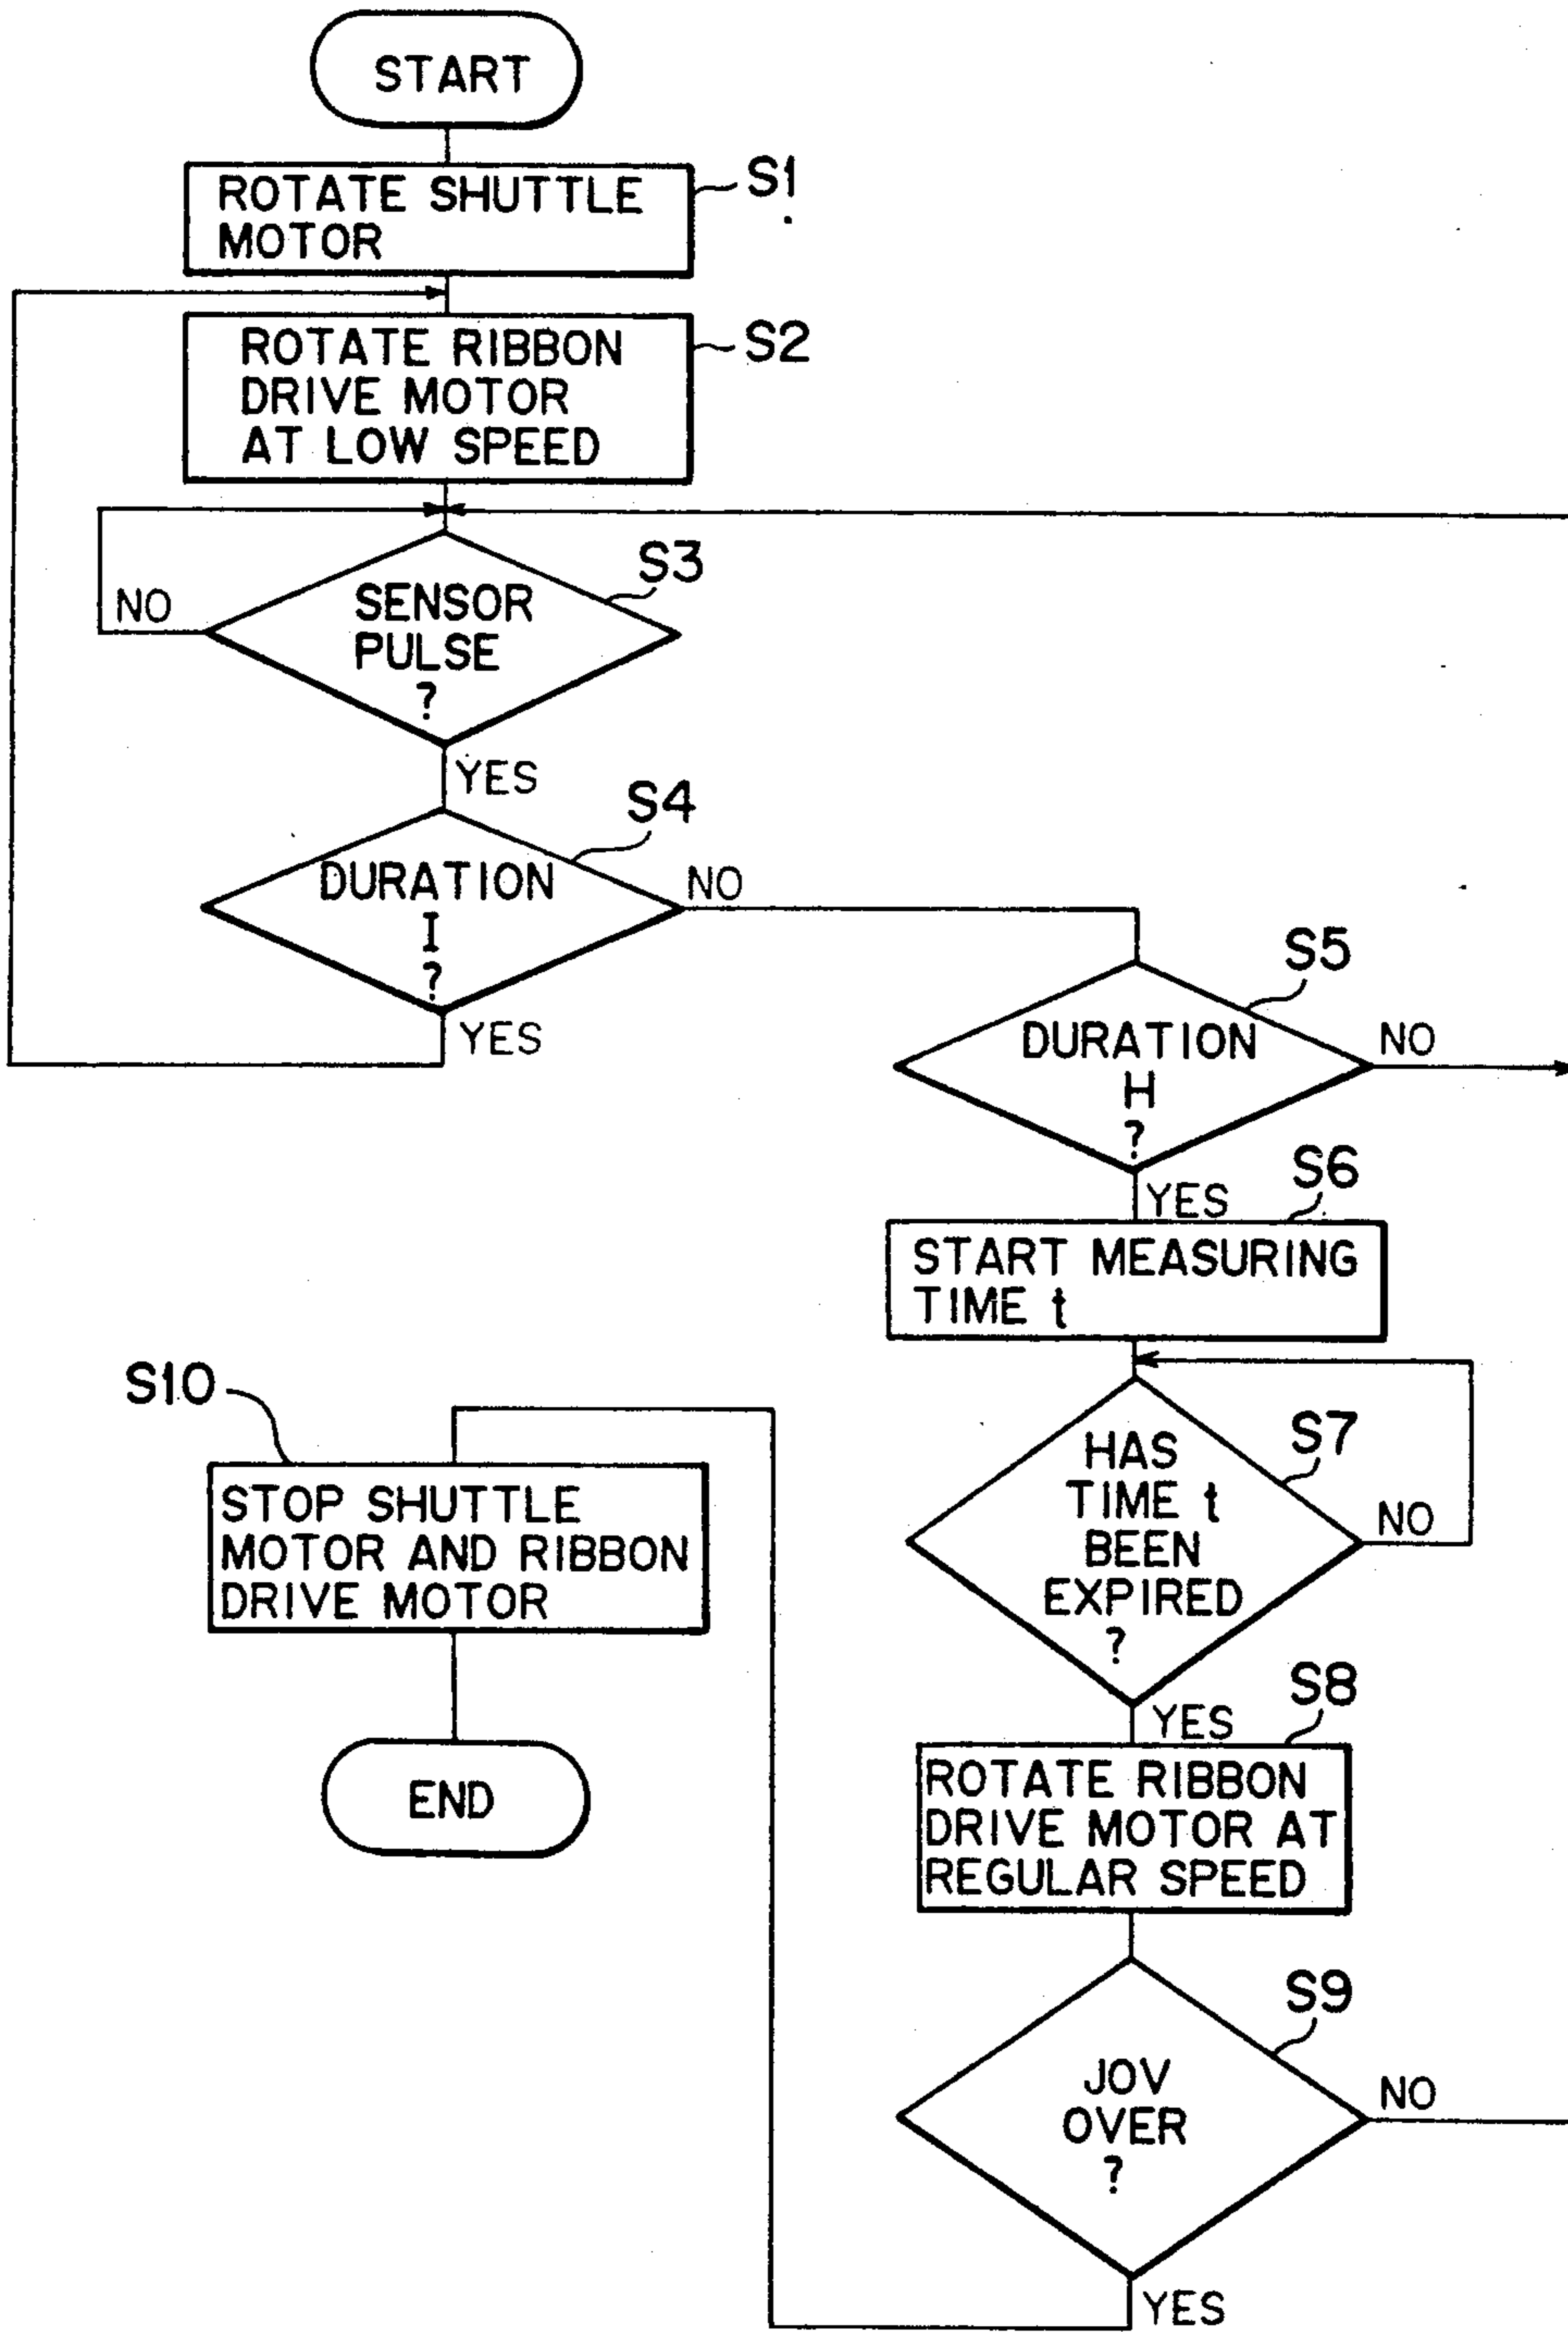 START
ROTATE SHUTTLE
MOTOR
S1
ROTATE RIBBON
DRIVE MOTOR
AT LOW SPEED
S2
SENSOR
PULSE
?
S3
NO
YES
DURATION
I
?
S4
NO
YES
DURATION
H
?
S5
NO
YES
S6
START MEASURING
TIME t
HAS
TIME t
BEEN
EXPIRED
?
S7
NO
YES
S8
ROTATE RIBBON
DRIVE MOTOR AT
REGULAR SPEED
JOV
OVER
?
S9
NO
YES
S10
STOP SHUTTLE
MOTOR AND RIBBON
DRIVE MOTOR
END